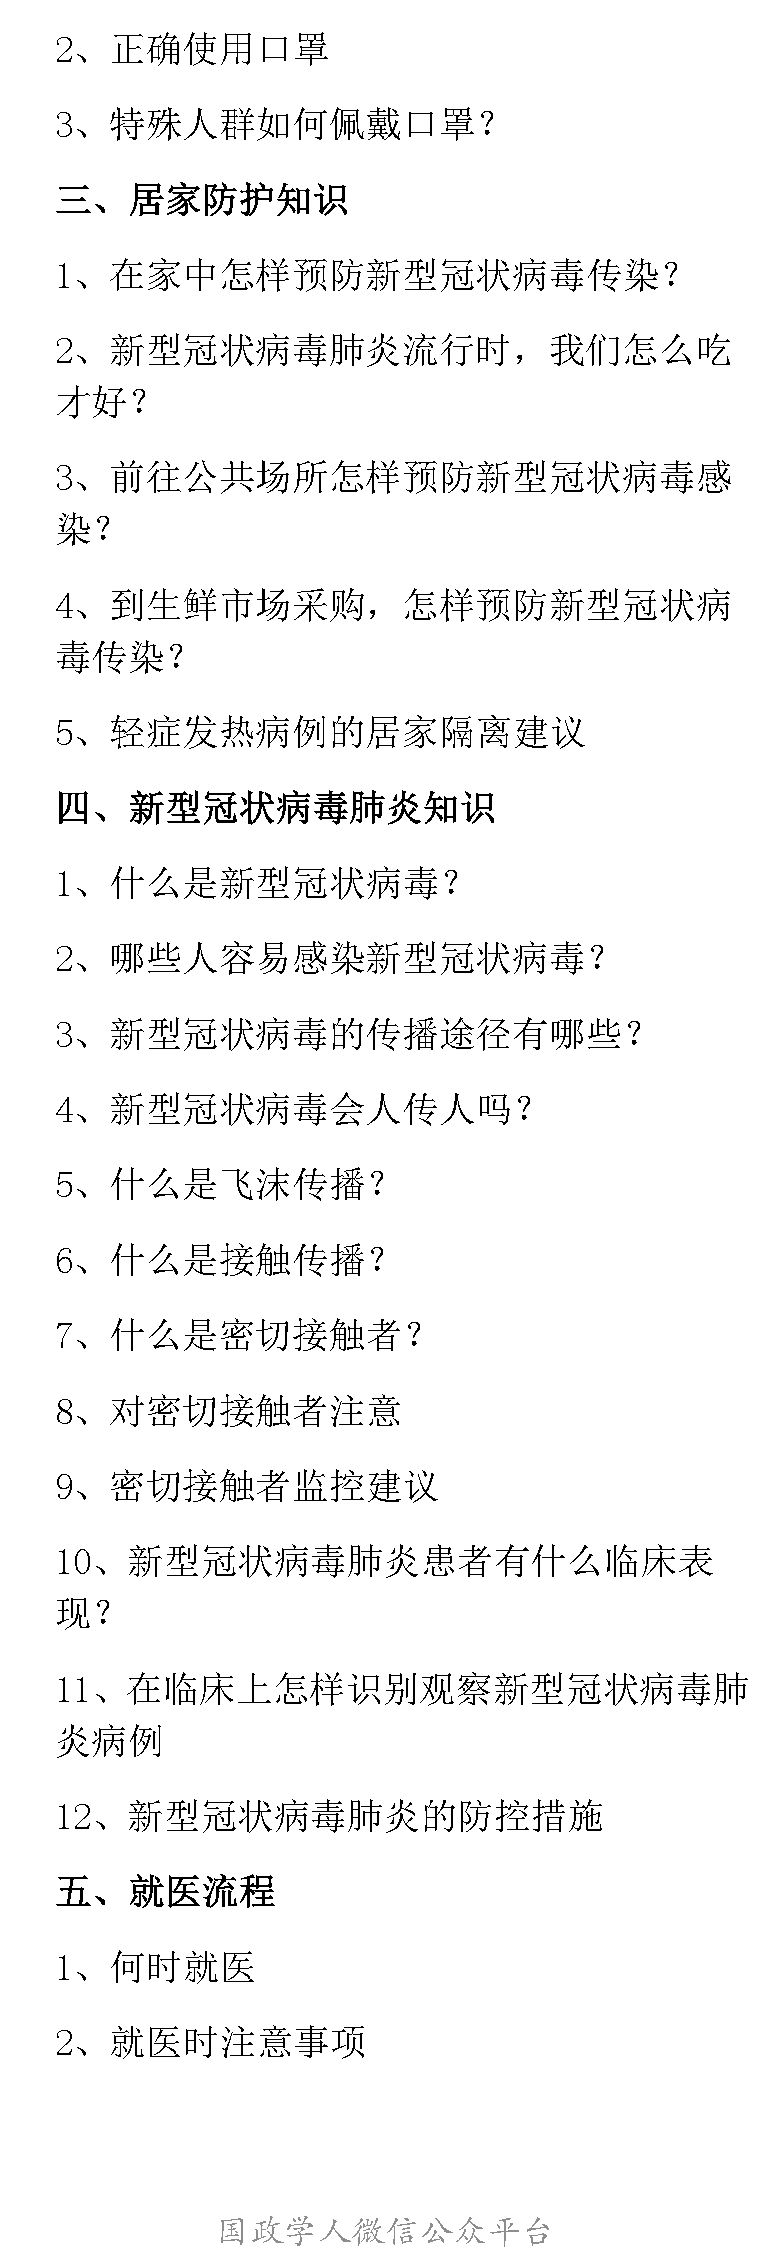 2、正确使用口罩
3、特殊人群如何佩戴口罩？
三、居家防护知识
1、在家中怎样预防新型冠状病毒传染？
2、新型冠状病毒肺炎流行时，我们怎么吃
才好？
3、前往公共场所怎样预防新型冠状病毒感
染？
4、到生鲜市场采购，怎样预防新型冠状病
毒传染？
5、轻症发热病例的居家隔离建议
四、新型冠状病毒肺炎知识
1、什么是新型冠状病毒？
2、哪些人容易感染新型冠状病毒？
3、新型冠状病毒的传播途径有哪些？
4、新型冠状病毒会人传人吗？
5、什么是飞沫传播？
6、什么是接触传播？
7、什么是密切接触者？
8、对密切接触者注意
9、密切接触者监控建议
10、新型冠状病毒肺炎患者有什么临床表
现？
11、在临床上怎样识别观察新型冠状病毒肺
炎病例
12、新型冠状病毒肺炎的防控措施
五、就医流程
1、何时就医
2、就医时注意事项
国政学人微信公众平台